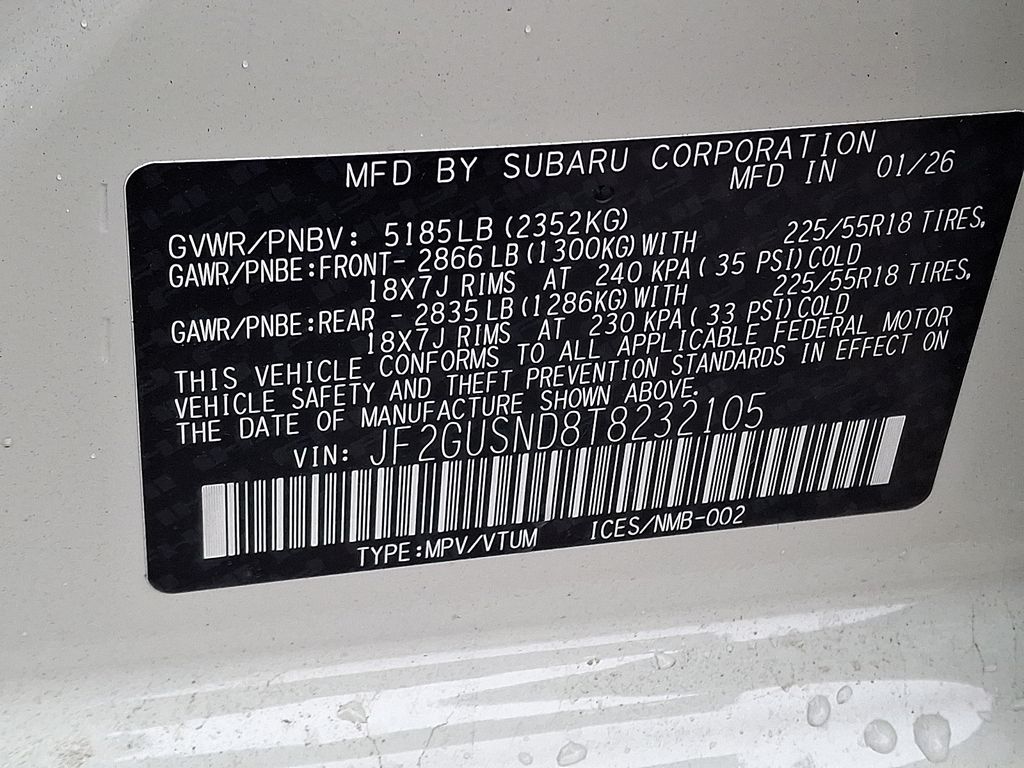 MFD BY SUBARU CORPORATION
MFD IN 01/26
GVWR/PNBV: 5185LB (2352KG)
GAWR/PNBE:FRONT- 2866 LB (1300KG) WITH 225/55R18 TIRES,
18X7J RIMS AT 240 KPA ( 35 PSI) COLD
GAWR/PNBE:REAR - 2835 LB (1286KG) WITH 225/55R18 TIRES,
18X7J RIMS AT 230 KPA ( 33 PSI) COLD
THIS VEHICLE CONFORMS TO ALL APPLICABLE FEDERAL MOTOR
VEHICLE SAFETY AND THEFT PREVENTION STANDARDS IN EFFECT ON
THE DATE OF MANUFACTURE SHOWN ABOVE.
VIN: JF2GUSND8T8232105
TYPE:MPV/VTUM ICES/NMB-002